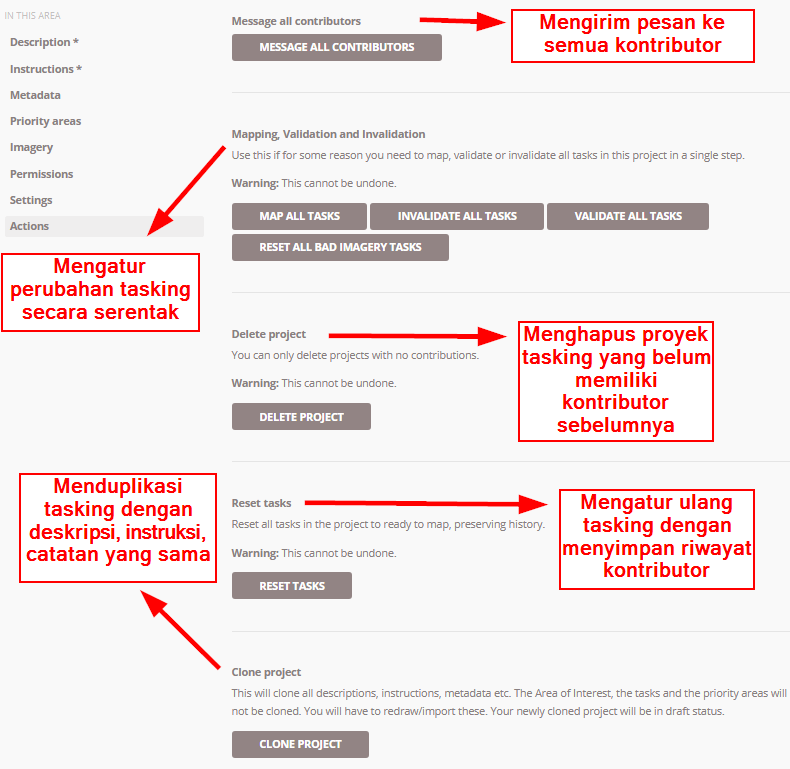 IN THIS AREA
Description *
Instructions *
Metadata
Priority areas
Imagery
Permissions
Settings
Actions
Message all contributors
MESSAGE ALL CONTRIBUTORS
Mengirim pesan ke
semua kontributor
Mapping, Validation and Invalidation
Use this if for some reason you need to map, validate or invalidate all tasks in this project in a single step.
Warning: This cannot be undone.
MAP ALL TASKS
INVALIDATE ALL TASKS
VALIDATE ALL TASKS
RESET ALL BAD IMAGERY TASKS
Mengatur
perubahan tasking
secara serentak
Delete project
You can only delete projects with no contributions.
Warning: This cannot be undone.
DELETE PROJECT
Menghapus proyek
tasking yang belum
memiliki
kontributor
sebelumnya
Menduplikasi
tasking dengan
deskripsi, instruksi,
catatan yang sama
Reset tasks
Reset all tasks in the project to ready to map, preserving history.
Warning: This cannot be undone.
RESET TASKS
Mengatur ulang
tasking dengan
menyimpan riwayat
kontributor
Clone project
This will clone all descriptions, instructions, metadata etc. The Area of Interest, the tasks and the priority areas will
not be cloned. You will have to redraw/import these. Your newly cloned project will be in draft status.
CLONE PROJECT